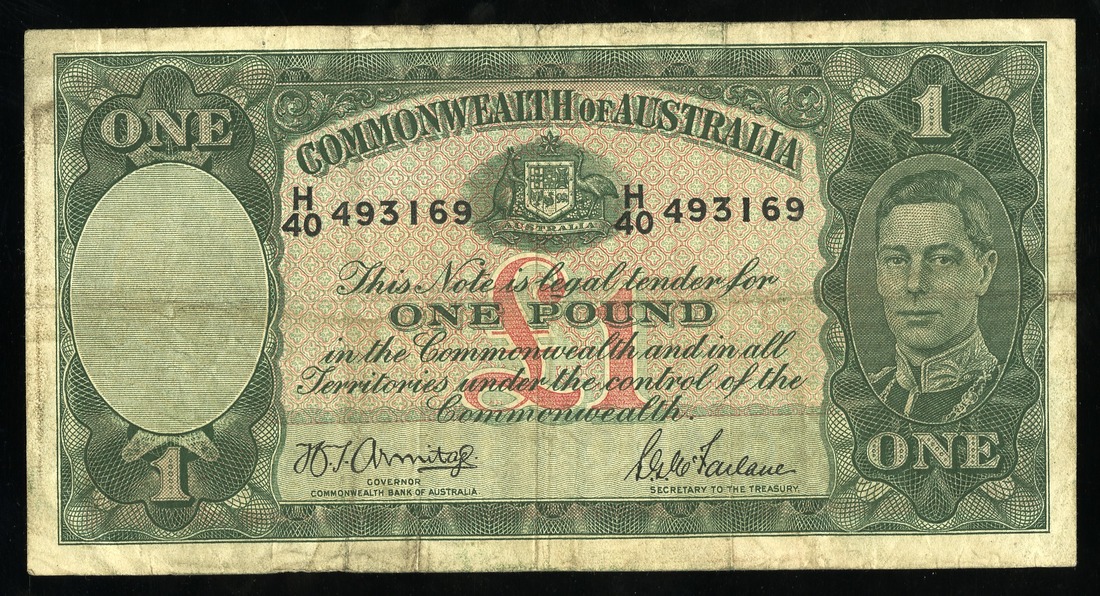 ONE
1
COMMONWEALTH OF AUSTRALIA
H/40 493169
H/40 493169
AUSTRALIA
This Note is legal tender for
ONE POUND
£1
in the Commonwealth and in all
Territories under the control of the
Commonwealth.
H.T. Armitage
GOVERNOR
COMMONWEALTH BANK OF AUSTRALIA.
S.G. McFarlane
SECRETARY TO THE TREASURY.
1
ONE